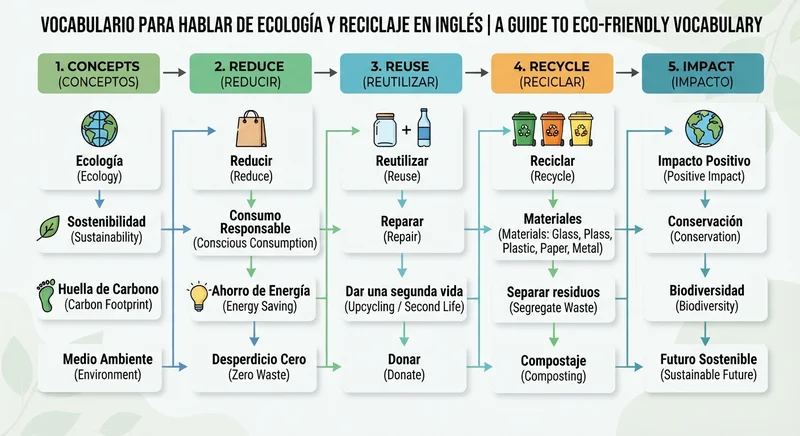 VOCABULARIO PARA HABLAR DE ECOLOGÍA Y RECICLAJE EN INGLÉS | A GUIDE TO ECO-FRIENDLY VOCABULARY
1. CONCEPTS
(CONCEPTOS)
Ecología
(Ecology)
Sostenibilidad
(Sustainability)
Huella de Carbono
(Carbon Footprint)
Medio Ambiente
(Environment)
2. REDUCE
(REDUCIR)
Reducir
(Reduce)
Consumo
Responsable
(Conscious Consumption)
Ahorro de Energía
(Energy Saving)
Desperdicio Cero
(Zero Waste)
3. REUSE
(REUTILIZAR)
Reutilizar
(Reuse)
Reparar
(Repair)
Dar una segunda vida
(Upcycling / Second Life)
Donar
(Donate)
4. RECYCLE
(RECICLAR)
Reciclar
(Recycle)
Materiales
(Materials: Glass, Plass,
Plastic, Paper, Metal)
Separar residuos
(Segregate Waste)
Compostaje
(Composting)
5. IMPACT
(IMPACTO)
Impacto Positivo
(Positive Impact)
Conservación
(Conservation)
Biodiversidad
(Biodiversity)
Futuro Sostenible
(Sustainable Future)